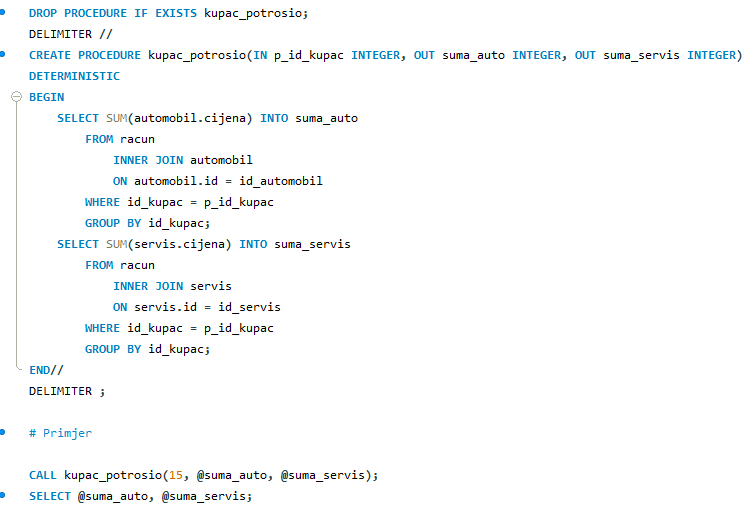 DROP PROCEDURE IF EXISTS kupac_potrosio;
DELIMITER //
CREATE PROCEDURE kupac_potrosio(IN p_id_kupac INTEGER, OUT suma_auto INTEGER, OUT suma_servis INTEGER)
DETERMINISTIC
BEGIN
    SELECT SUM(automobil.cijena) INTO suma_auto
        FROM racun
            INNER JOIN automobil
            ON automobil.id = id_automobil
        WHERE id_kupac = p_id_kupac
        GROUP BY id_kupac;
    SELECT SUM(servis.cijena) INTO suma_servis
        FROM racun
            INNER JOIN servis
            ON servis.id = id_servis
        WHERE id_kupac = p_id_kupac
        GROUP BY id_kupac;
END//
DELIMITER ;
# Primjer
CALL kupac_potrosio(15, @suma_auto, @suma_servis);
SELECT @suma_auto, @suma_servis;